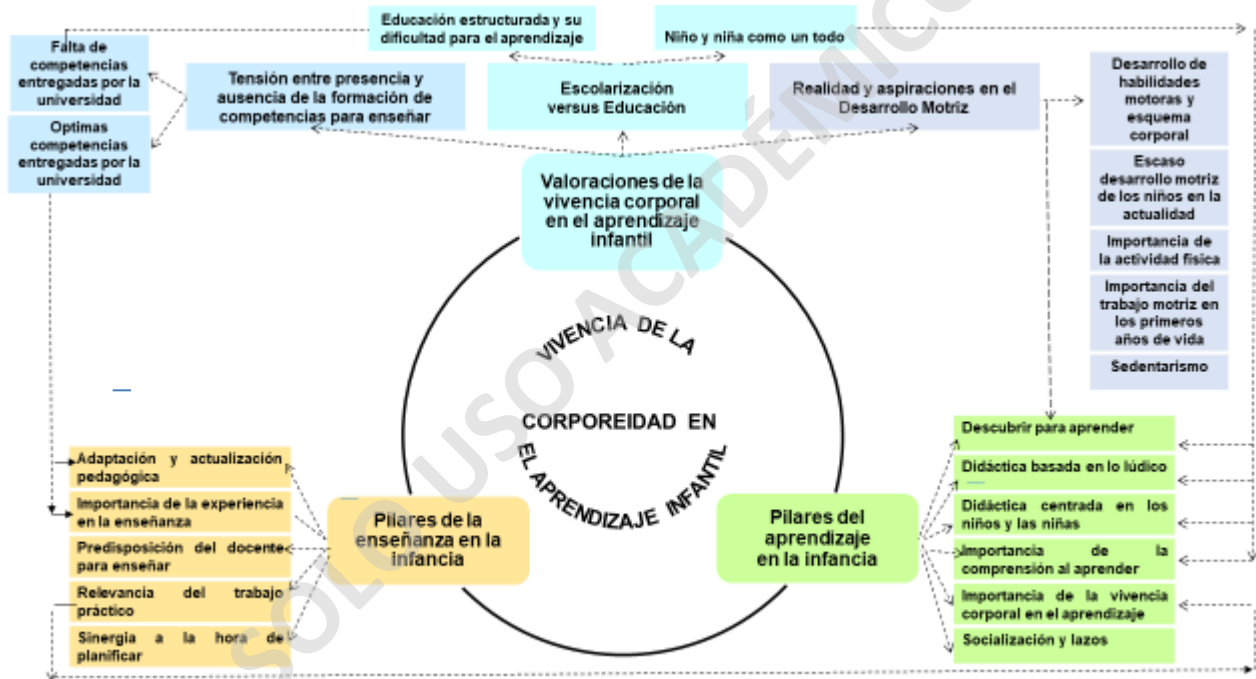 Educación estructurada y su
dificultad para el aprendizaje
Niño y niña como un todo
Falta de
competencias
entregadas por la
universidad
Optimas
competencias
entregadas por la
universidad
Tensión entre presencia y
ausencia de la formación de
competencias para enseñar
Escolarización
versus Educación
Realidad y aspiraciones en el
Desarrollo Motriz
Desarrollo de
habilidades
motoras y
esquema
corporal
Escaso
desarrollo motriz
de los niños en la
actualidad
Importancia de
la actividad física
Importancia del
trabajo motriz en
los primeros
años de vida
Sedentarismo
Valoraciones de la
vivencia corporal
en el aprendizaje
infantil
VIVENCIA DE LA
CORPOREIDAD EN
EL APRENDIZAJE INFANTIL
Adaptación y actualización
pedagógica
Importancia de la experiencia
en la enseñanza
Predisposición del docente
para enseñar
Relevancia del trabajo
práctico
Sinergia a la hora de
planificar
Pilares de la
enseñanza en la
infancia
Pilares del
aprendizaje
en la infancia
Descubrir para aprender
Didáctica basada en lo lúdico
Didáctica centrada en los
niños y las niñas
Importancia de la
comprensión al aprender
Importancia de la vivencia
corporal en el aprendizaje
Socialización y lazos
SOLO USO ACADÉMICO